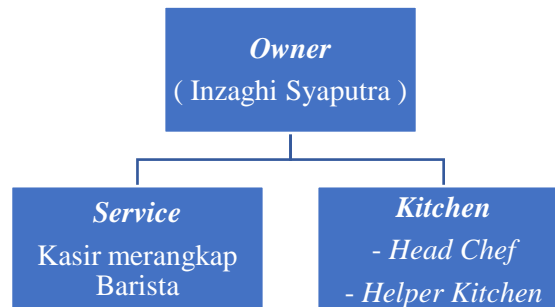 Owner
( Inzaghi Syaputra )
Service
Kasir merangkap
Barista
Kitchen
- Head Chef
- Helper Kitchen